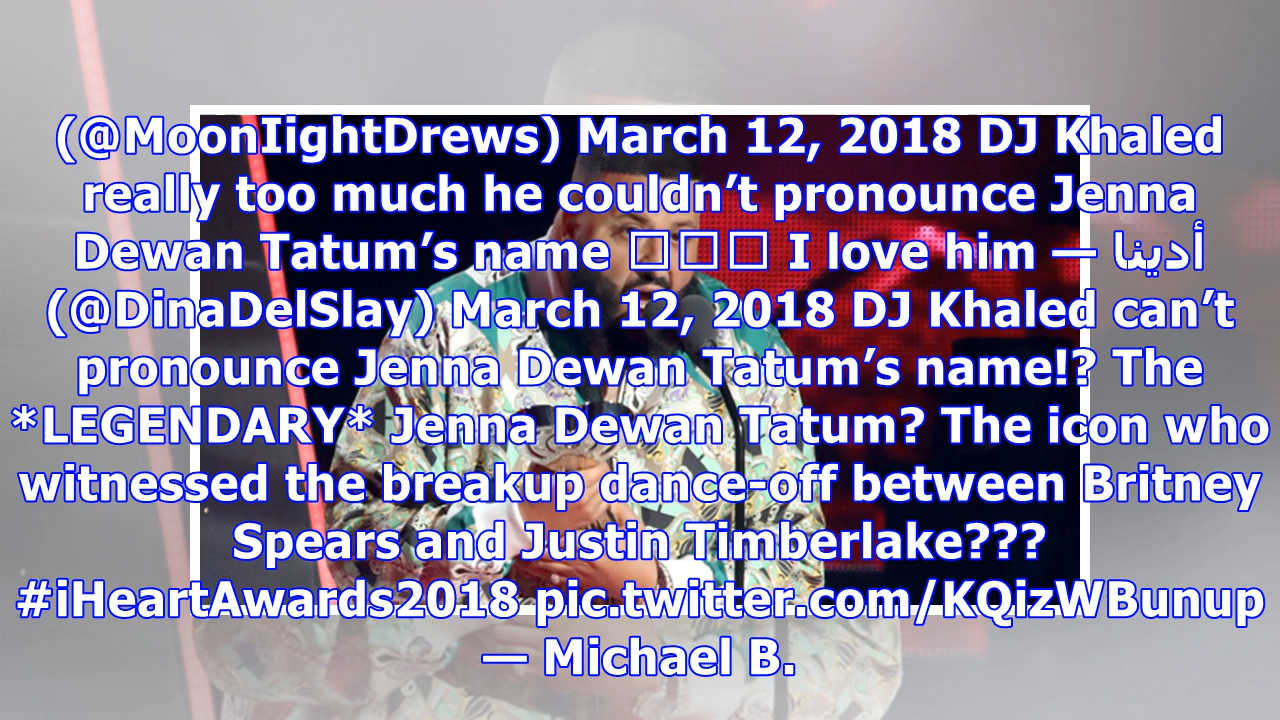 (@MoonIightDrews) March 12, 2018 DJ Khaled
really too much he couldn’t pronounce Jenna
Dewan Tatum’s name □□□ I love him — أدينا
(@DinaDelSlay) March 12, 2018 DJ Khaled can’t
pronounce Jenna Dewan Tatum’s name!? The
*LEGENDARY* Jenna Dewan Tatum? The icon who
witnessed the breakup dance-off between Britney
Spears and Justin Timberlake???
#iHeartAwards2018 pic.twitter.com/KQizWBunup
— Michael B.